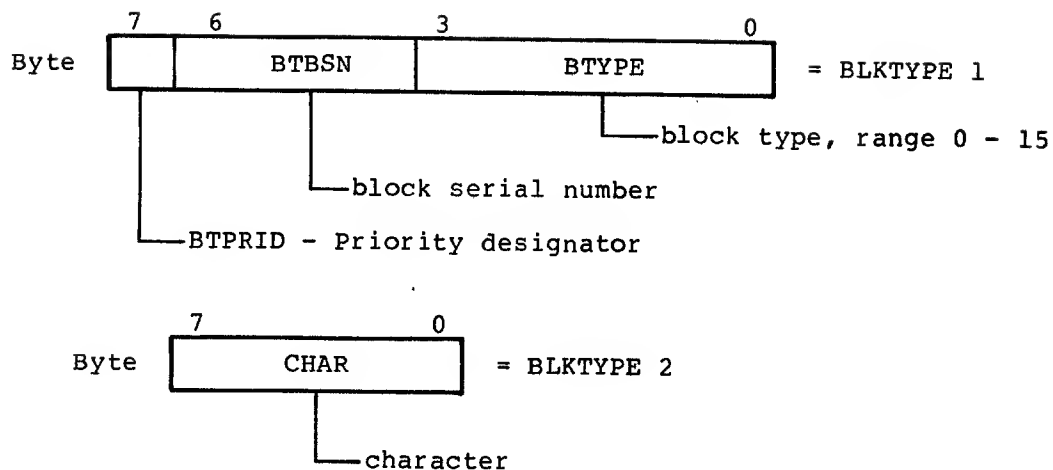 7 6 3 0
Byte BTBSN BTYPE = BLKTYPE 1
block type, range 0 - 15
block serial number
BTPRID - Priority designator
7 0
Byte CHAR = BLKTYPE 2
character